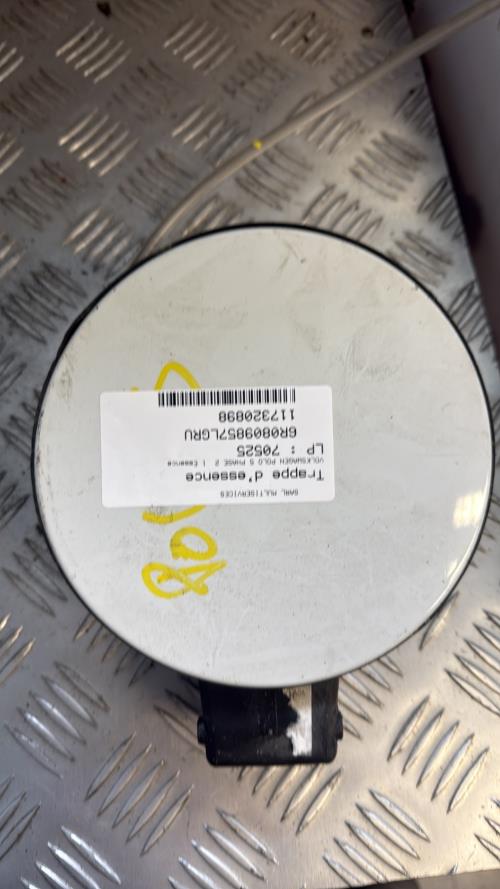 SARL MULTISERVICES
Trappe d'essence
VOLKSWAGEN POLO 5 PHASE 2 1 Essence
LP : 70525
6R0809857LGRU
117320898